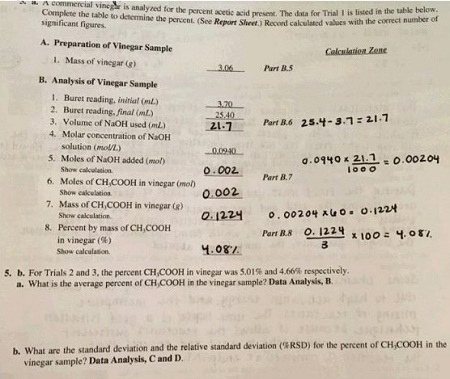 a. A commercial vinegar is analyzed for the percent acetic acid present. The data for Trial 1 is listed in the table below.
Complete the table to determine the percent. (See Report Sheet.) Record calculated values with the correct number of
significant figures.
A. Preparation of Vinegar Sample
Calculation Zone
1. Mass of vinegar (g) 3.06 Part B.5
B. Analysis of Vinegar Sample
1. Buret reading, initial (mL) 3.70
2. Buret reading, final (mL) 25.40
3. Volume of NaOH used (mL) 21.7 Part B.6 25.4-3.7=21.7
4. Molar concentration of NaOH
solution (mol/L) 0.0940
5. Moles of NaOH added (mol) 0.002 0.0940 x 21.7/1000 = 0.00204
Show calculation. Part B.7
6. Moles of CH3COOH in vinegar (mol) 0.002
Show calculation.
7. Mass of CH3COOH in vinegar (g) 0.1224 0.00204 x 60 = 0.1224
Show calculation.
8. Percent by mass of CH3COOH Part B.8 0.1224/3 x 100 = 4.08%
in vinegar (%) 4.08%
Show calculation.
5. b. For Trials 2 and 3, the percent CH3COOH in vinegar was 5.01% and 4.66% respectively.
a. What is the average percent of CH3COOH in the vinegar sample? Data Analysis, B.
b. What are the standard deviation and the relative standard deviation (%RSD) for the percent of CH3COOH in the
vinegar sample? Data Analysis, C and D.